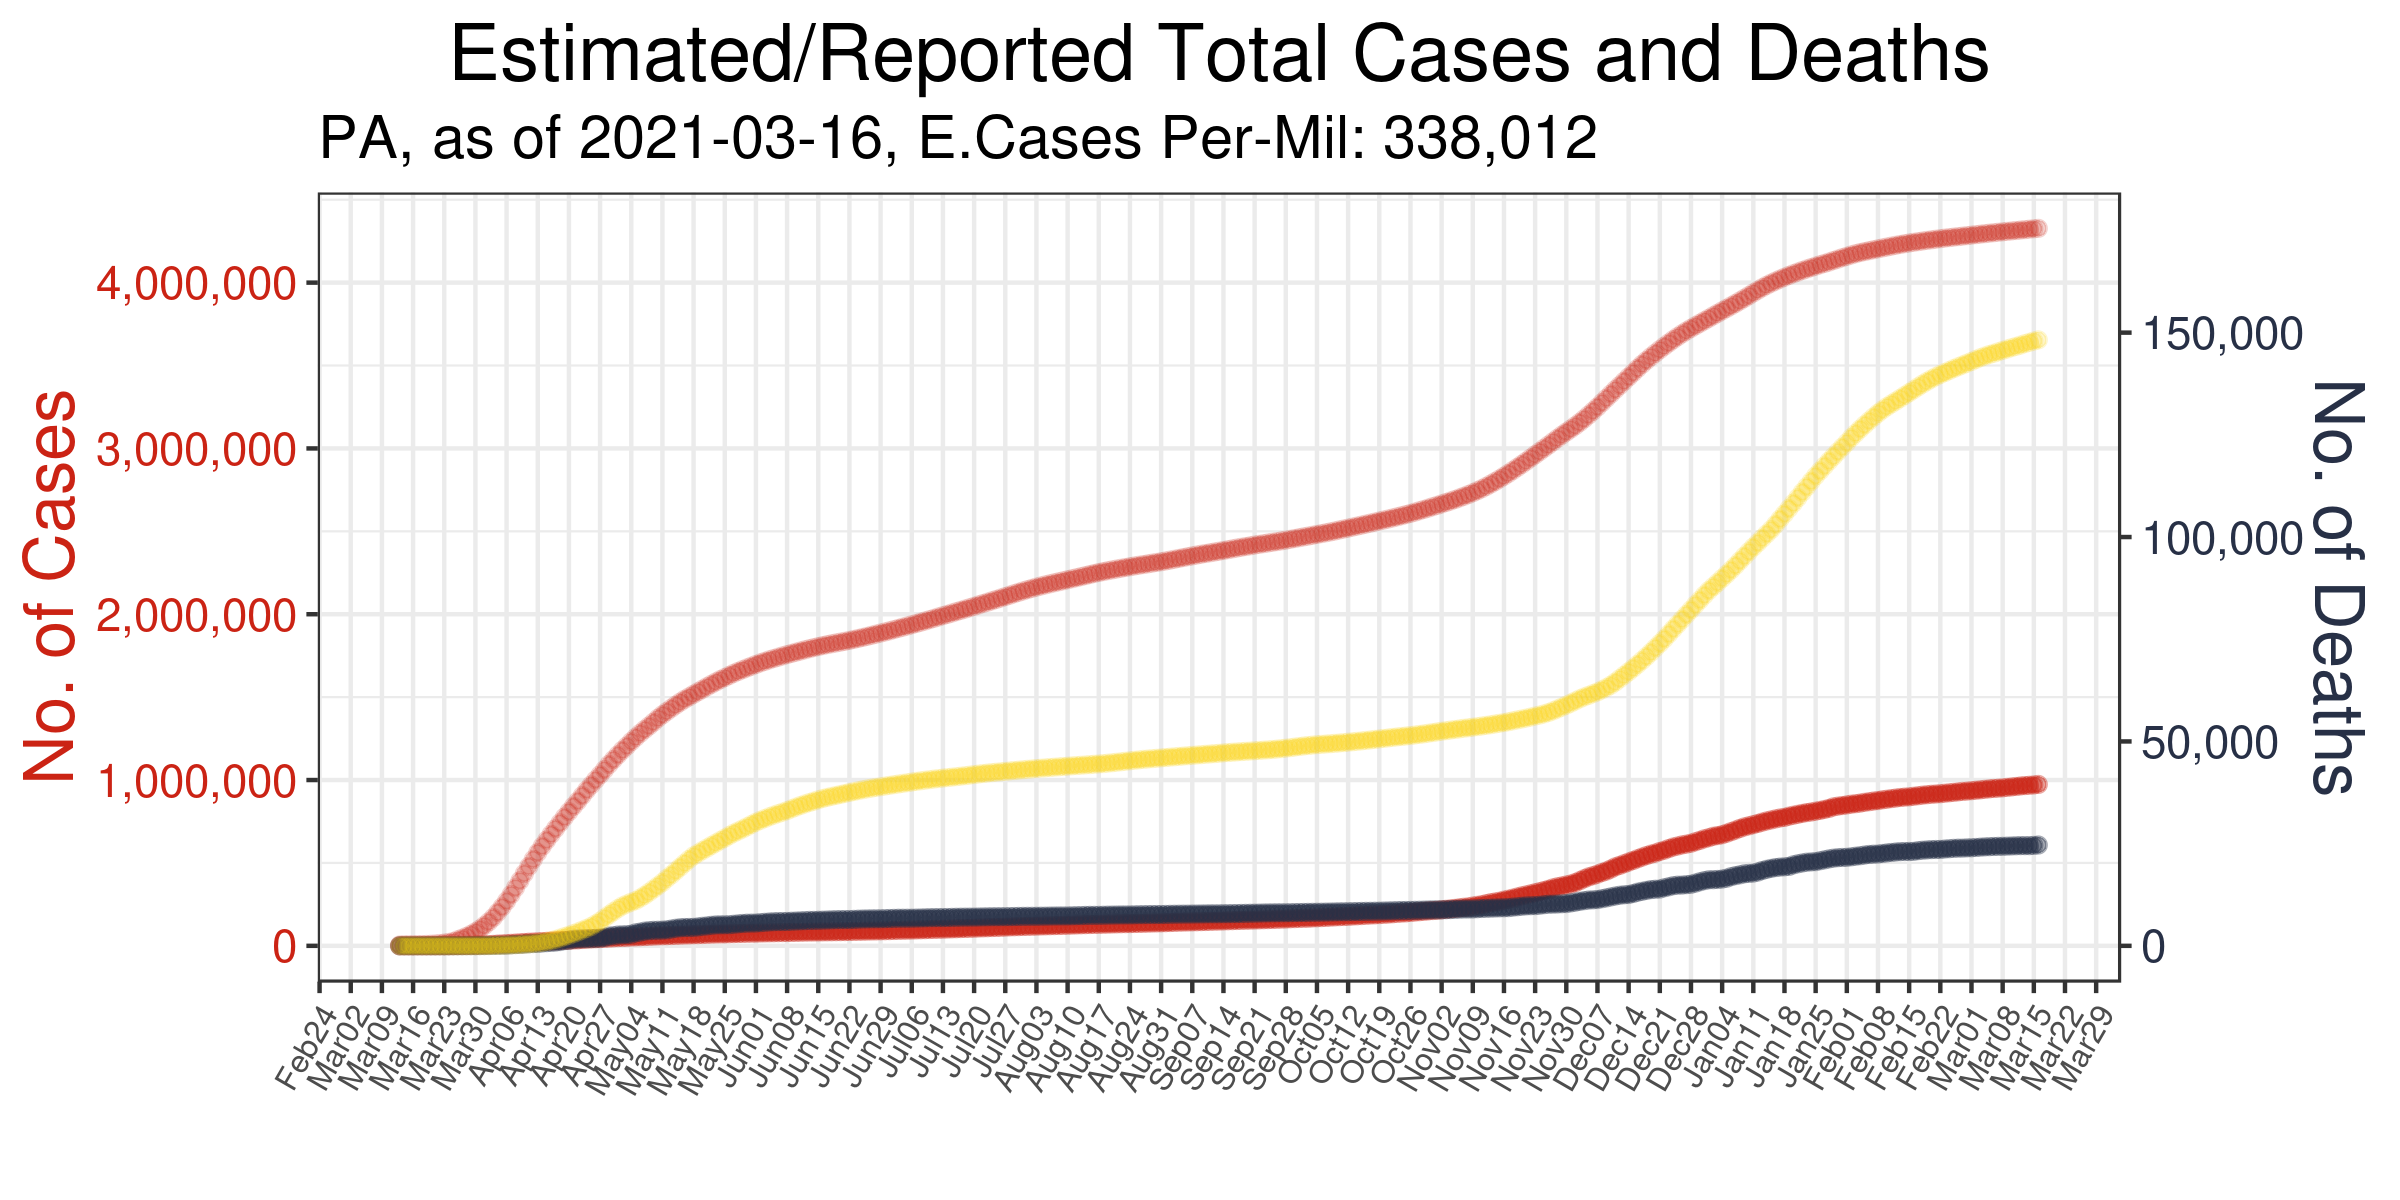 Estimated/Reported Total Cases and Deaths
PA, as of 2021-03-16, E.Cases Per-Mil: 338,012
No. of Cases
4,000,000
3,000,000
2,000,000
1,000,000
0
150,000
100,000
50,000
0
No. of Deaths
Feb24
Mar02
Mar09
Mar16
Mar23
Mar30
Apr06
Apr13
Apr20
Apr27
May04
May11
May18
May25
Jun01
Jun08
Jun15
Jun22
Jun29
Jul06
Jul13
Jul20
Jul27
Aug03
Aug10
Aug17
Aug24
Aug31
Sep07
Sep14
Sep21
Sep28
Oct05
Oct12
Oct19
Oct26
Nov02
Nov09
Nov16
Nov23
Nov30
Dec07
Dec14
Dec21
Dec28
Jan04
Jan11
Jan18
Jan25
Feb01
Feb08
Feb15
Feb22
Mar01
Mar08
Mar15
Mar22
Mar29